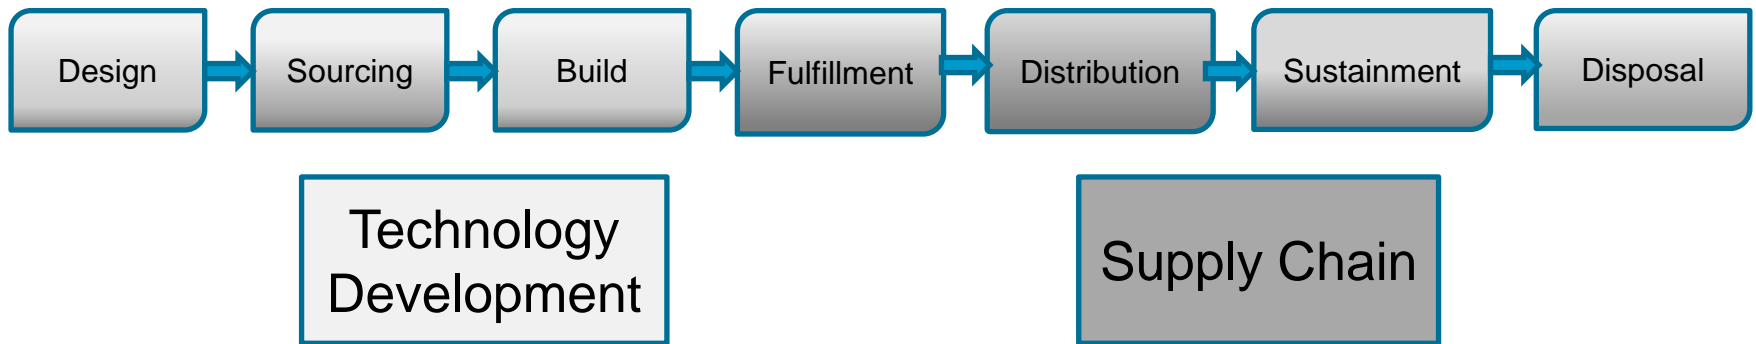 Design
Sourcing
Build
Fulfillment
Distribution
Sustainment
Disposal
Technology
Development
Supply Chain